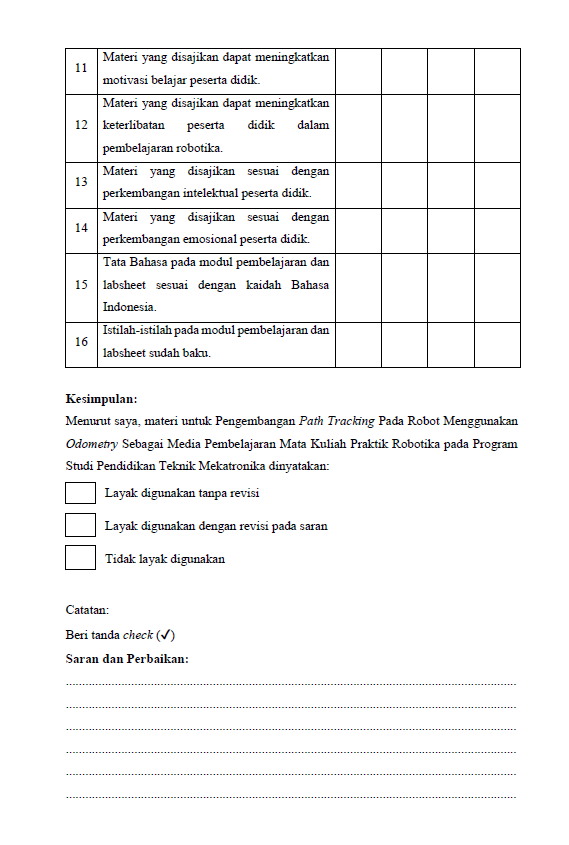 11
Materi yang disajikan dapat meningkatkan
motivasi belajar peserta didik.
12
Materi yang disajikan dapat meningkatkan
keterlibatan peserta didik dalam
pembelajaran robotika.
13
Materi yang disajikan sesuai dengan
perkembangan intelektual peserta didik.
14
Materi yang disajikan sesuai dengan
perkembangan emosional peserta didik.
15
Tata Bahasa pada modul pembelajaran dan
labsheet sesuai dengan kaidah Bahasa
Indonesia.
16
Istilah-istilah pada modul pembelajaran dan
labsheet sudah baku.
Kesimpulan:
Menurut saya, materi untuk Pengembangan Path Tracking Pada Robot Menggunakan
Odometry Sebagai Media Pembelajaran Mata Kuliah Praktik Robotika pada Program
Studi Pendidikan Teknik Mekatronika dinyatakan:
Layak digunakan tanpa revisi
Layak digunakan dengan revisi pada saran
Tidak layak digunakan
Catatan:
Beri tanda check (✓)
Saran dan Perbaikan: